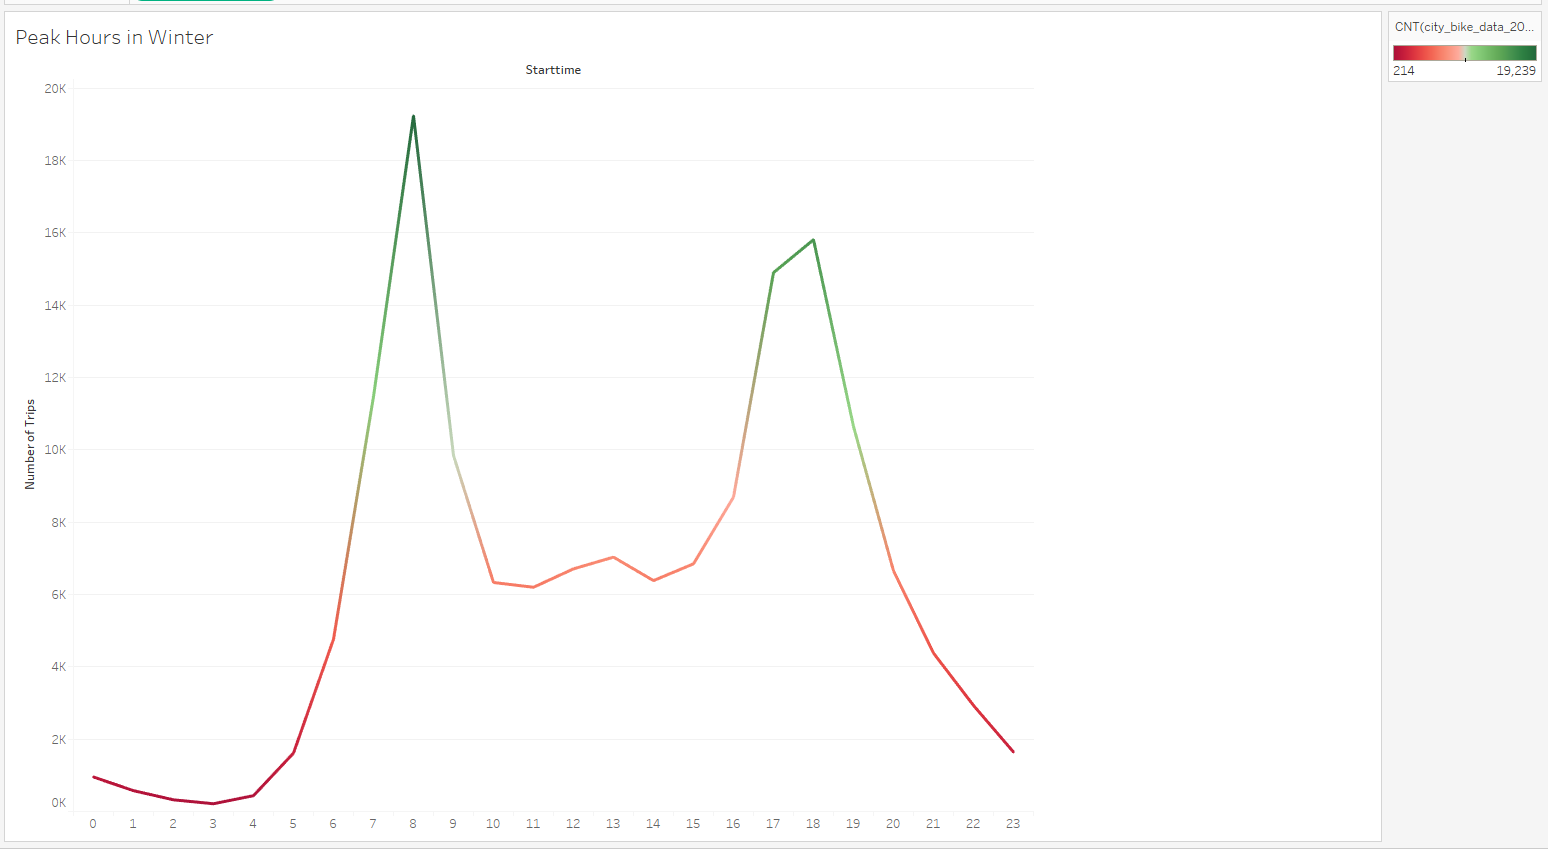 Peak Hours in Winter
CNT(city_bike_data_20...
214 19,239
Starttime
20K
18K
16K
14K
12K
10K
8K
6K
4K
2K
0K
Number of Trips
0 1 2 3 4 5 6 7 8 9 10 11 12 13 14 15 16 17 18 19 20 21 22 23